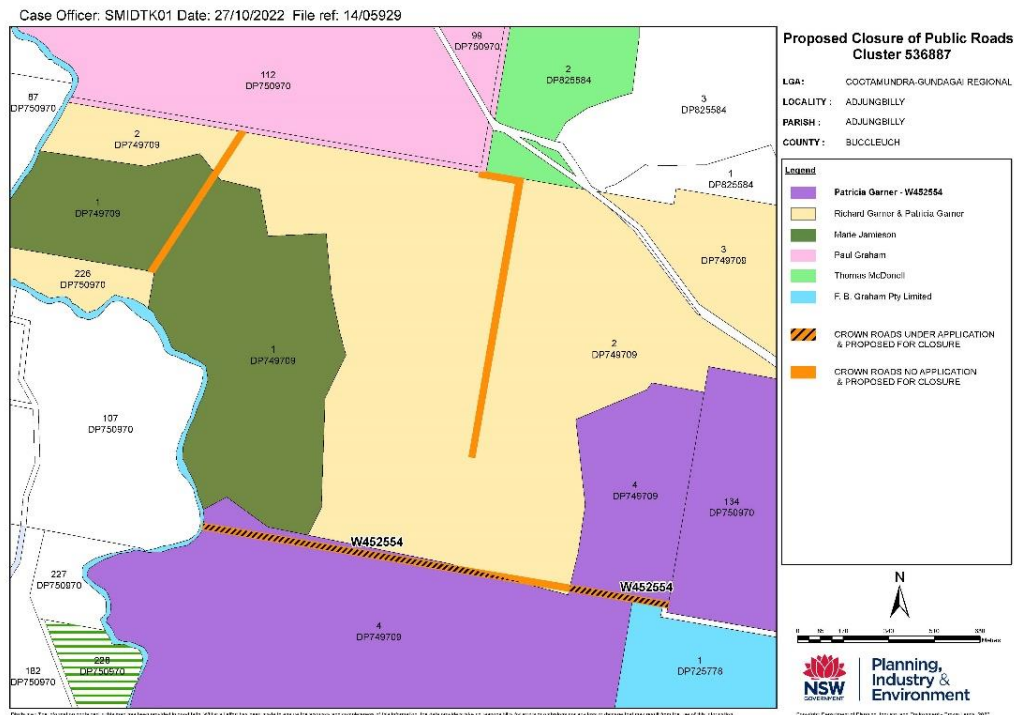 Case Officer: SMIDTK01 Date: 27/10/2022 File ref: 14/05929
Proposed Closure of Public Roads
Cluster 536887
LGA: COOTAMUNDRA-GUNDAGAI REGIONAL
LOCALITY : ADJUNGBILLY
PARISH : ADJUNGBILLY
COUNTY : BUCCLEUCH
Legend
Patricia Garner - W452554
Richard Garner & Patricia Garner
Marie Jamieson
Paul Graham
Thomas McDonell
F. B. Graham Pty Limited
CROWN ROADS UNDER APPLICATION
& PROPOSED FOR CLOSURE
CROWN ROADS NO APPLICATION
& PROPOSED FOR CLOSURE
99
DP750970
112
DP750970
2
DP825584
87
DP750970
3
DP825584
2
DP749709
1
DP825584
1
DP749709
3
DP749709
226
DP750970
1
DP749709
2
DP749709
107
DP750970
4
DP749709
134
DP750970
W452554
W452554
227
DP750970
4
DP749709
1
DP725778
228
DP750970
182
DP750970
N
Metres
NSW
GOVERNMENT
Planning,
Industry &
Environment